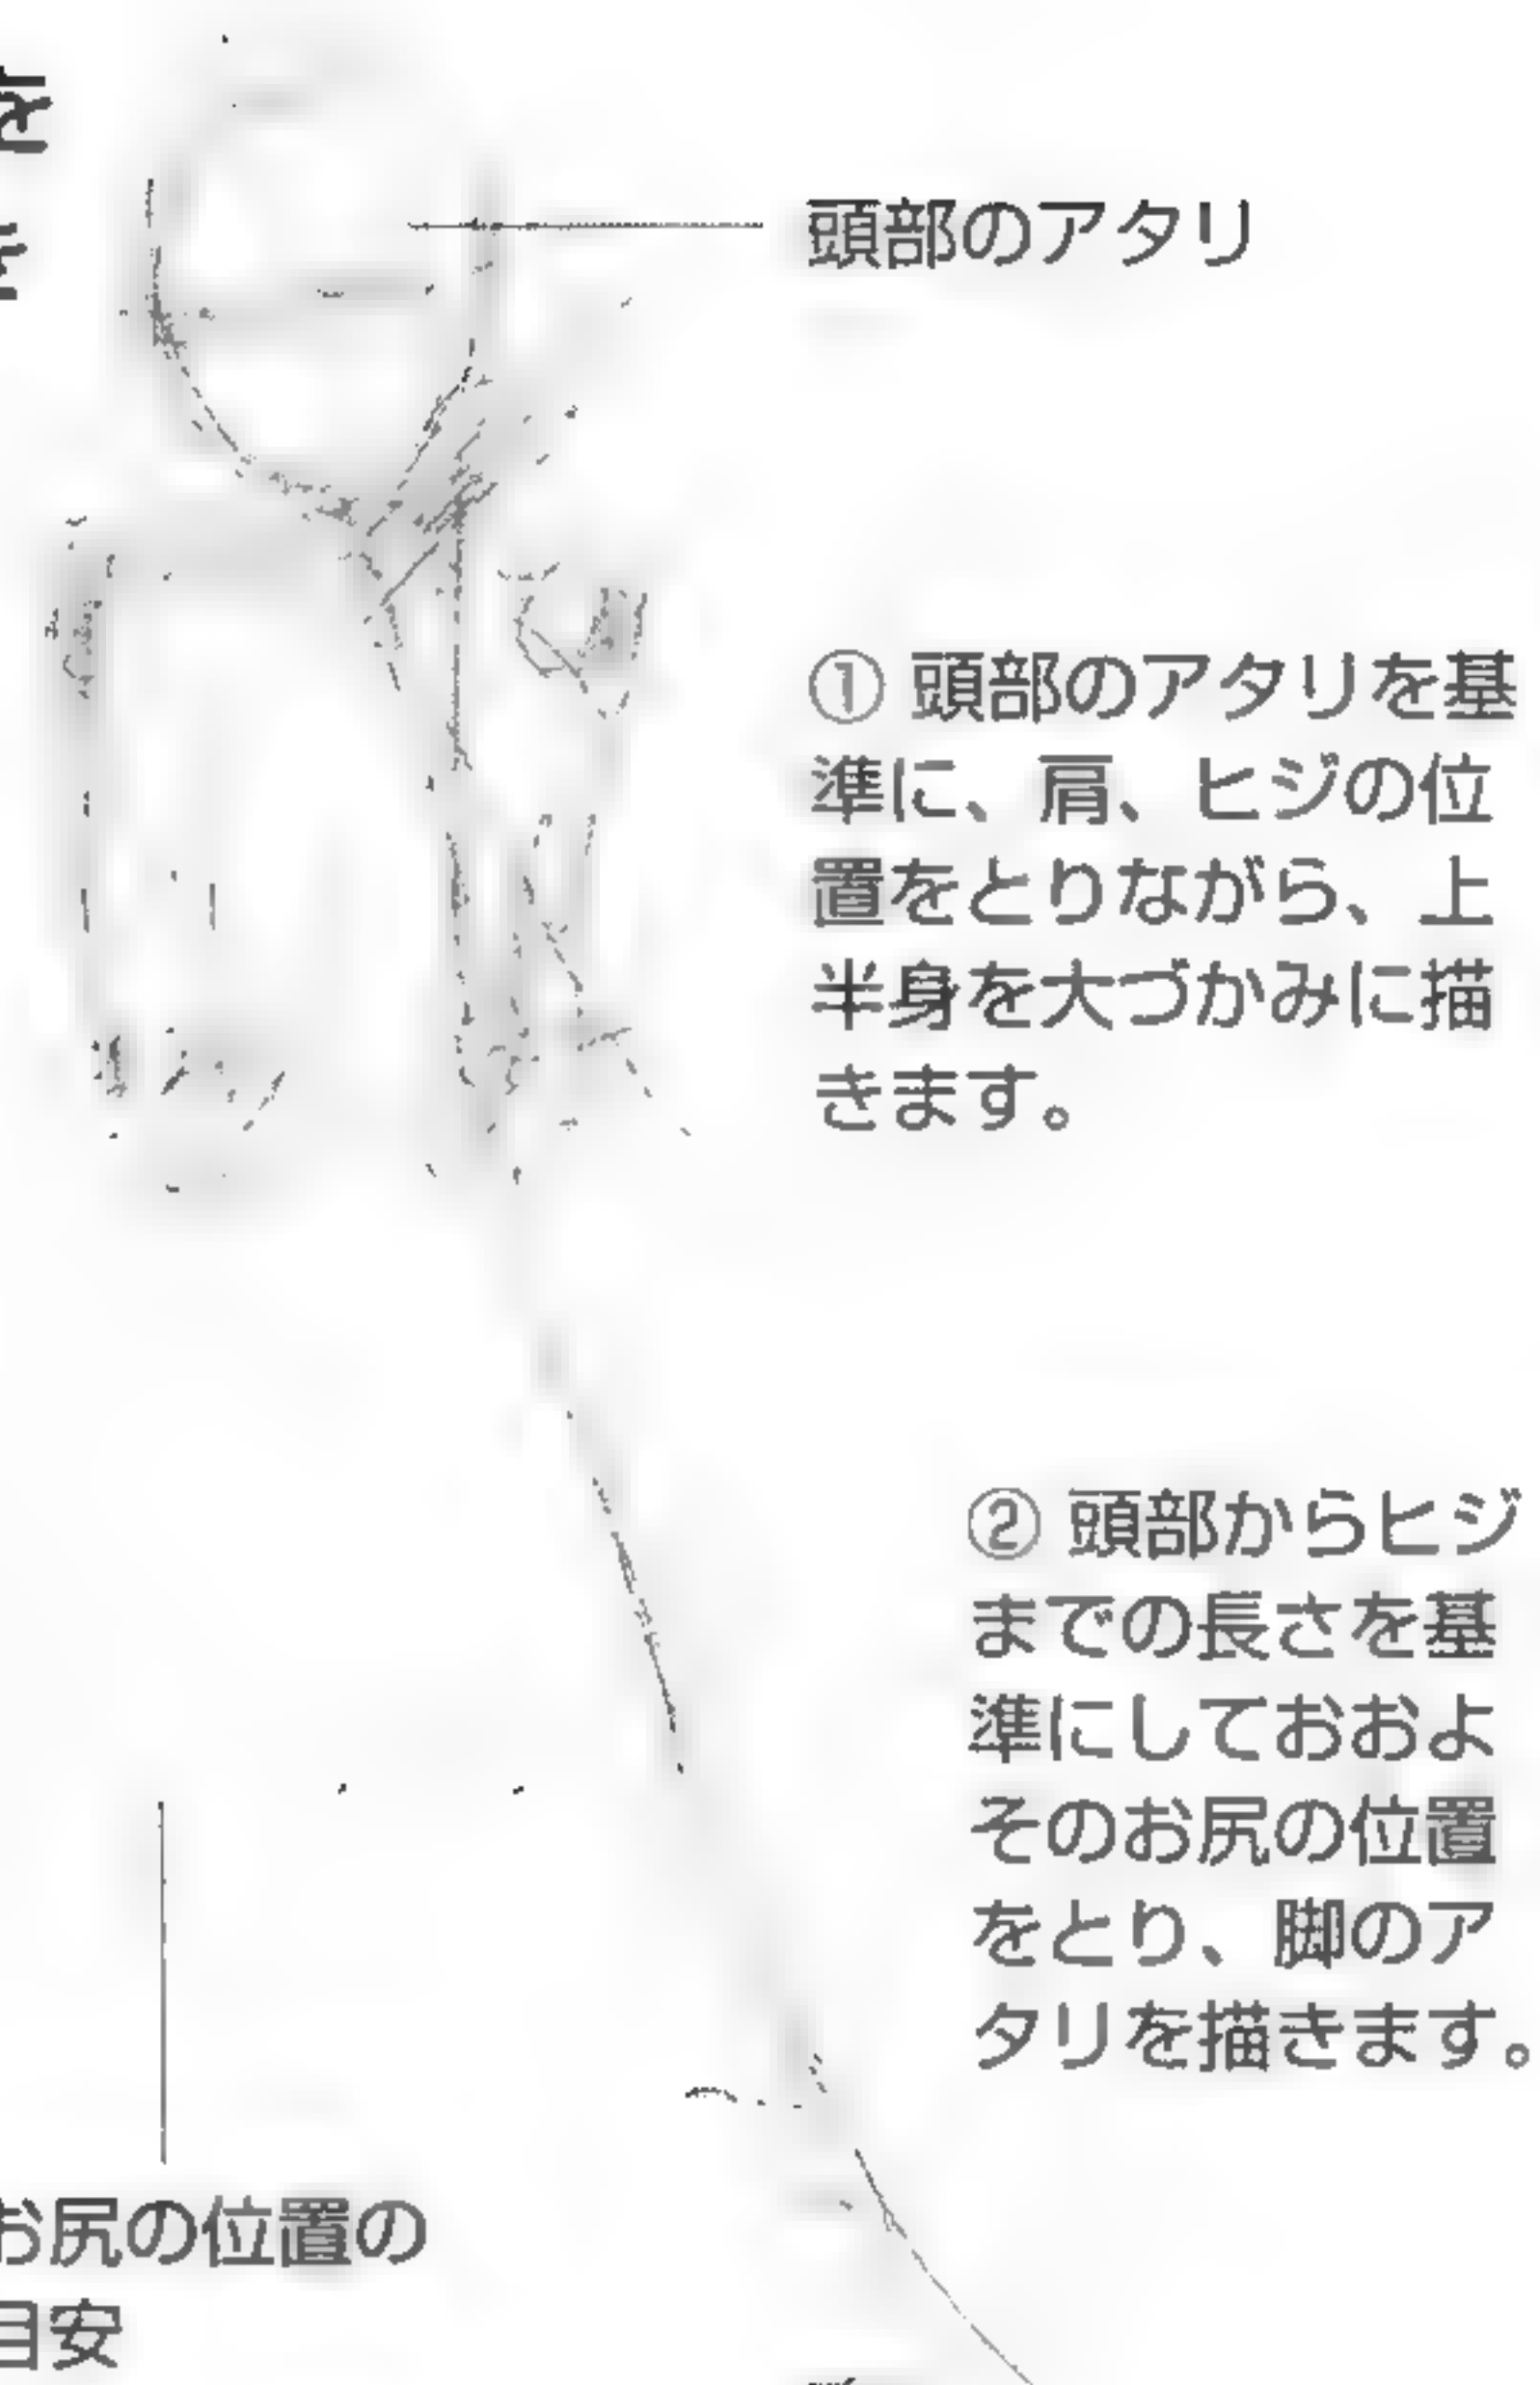 を
頭部のアタリ
① 頭部のアタリを基
準に、肩、ヒジの位
置をとりながら、上
半身を大づかみに描
きます。
② 頭部からヒジ
までの長さを基
準にしておおよ
そのお尻の位置
をとり、脚のア
タリを描きます。
お尻の位置の
目安